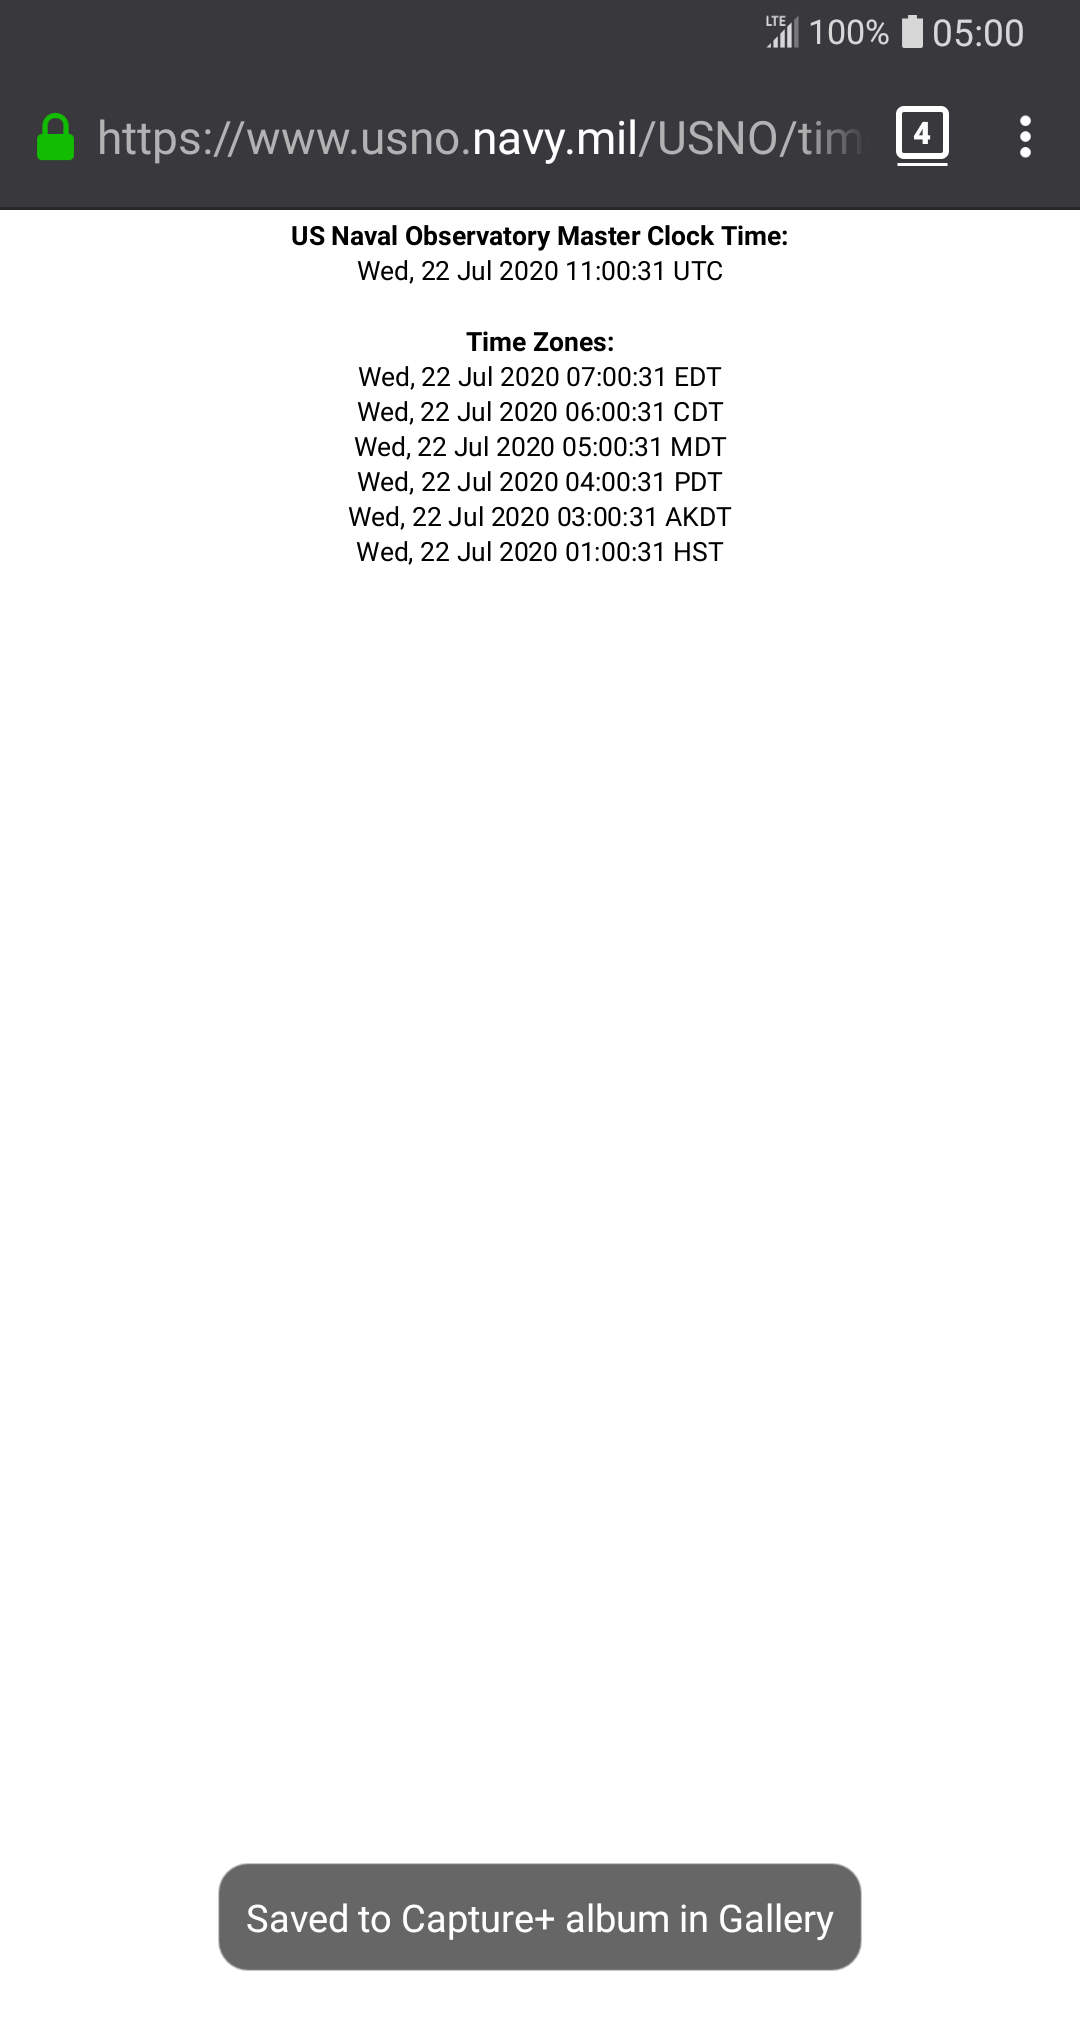 LTE 100% 05:00
https://www.usno.navy.mil/USNO/tim 4
US Naval Observatory Master Clock Time:
Wed, 22 Jul 2020 11:00:31 UTC
Time Zones:
Wed, 22 Jul 2020 07:00:31 EDT
Wed, 22 Jul 2020 06:00:31 CDT
Wed, 22 Jul 2020 05:00:31 MDT
Wed, 22 Jul 2020 04:00:31 PDT
Wed, 22 Jul 2020 03:00:31 AKDT
Wed, 22 Jul 2020 01:00:31 HST
Saved to Capture+ album in Gallery